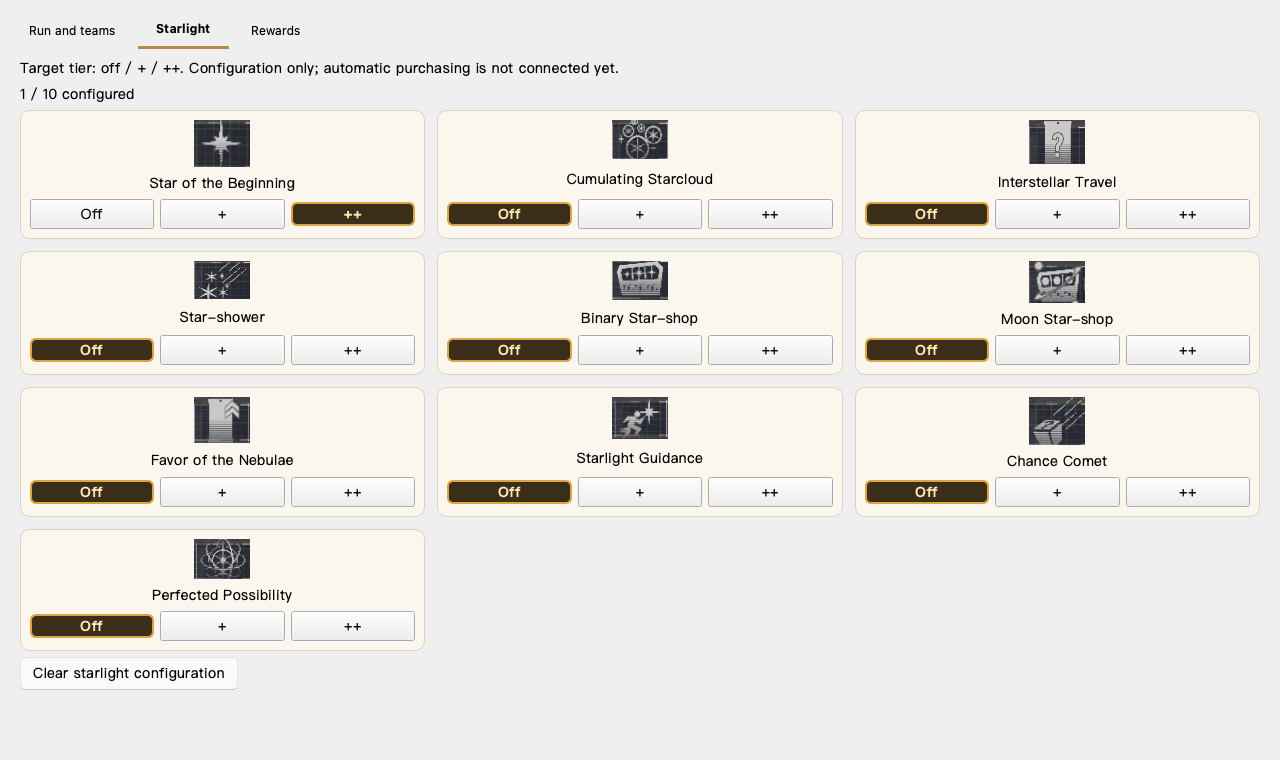 Run and teams Starlight Rewards
Target tier: off / + / ++. Configuration only; automatic purchasing is not connected yet.
1 / 10 configured
Star of the Beginning
Off + ++
Cumulating Starcloud
Off + ++
Interstellar Travel
Off + ++
Star-shower
Off + ++
Binary Star-shop
Off + ++
Moon Star-shop
Off + ++
Favor of the Nebulae
Off + ++
Starlight Guidance
Off + ++
Chance Comet
Off + ++
Perfected Possibility
Off + ++
Clear starlight configuration